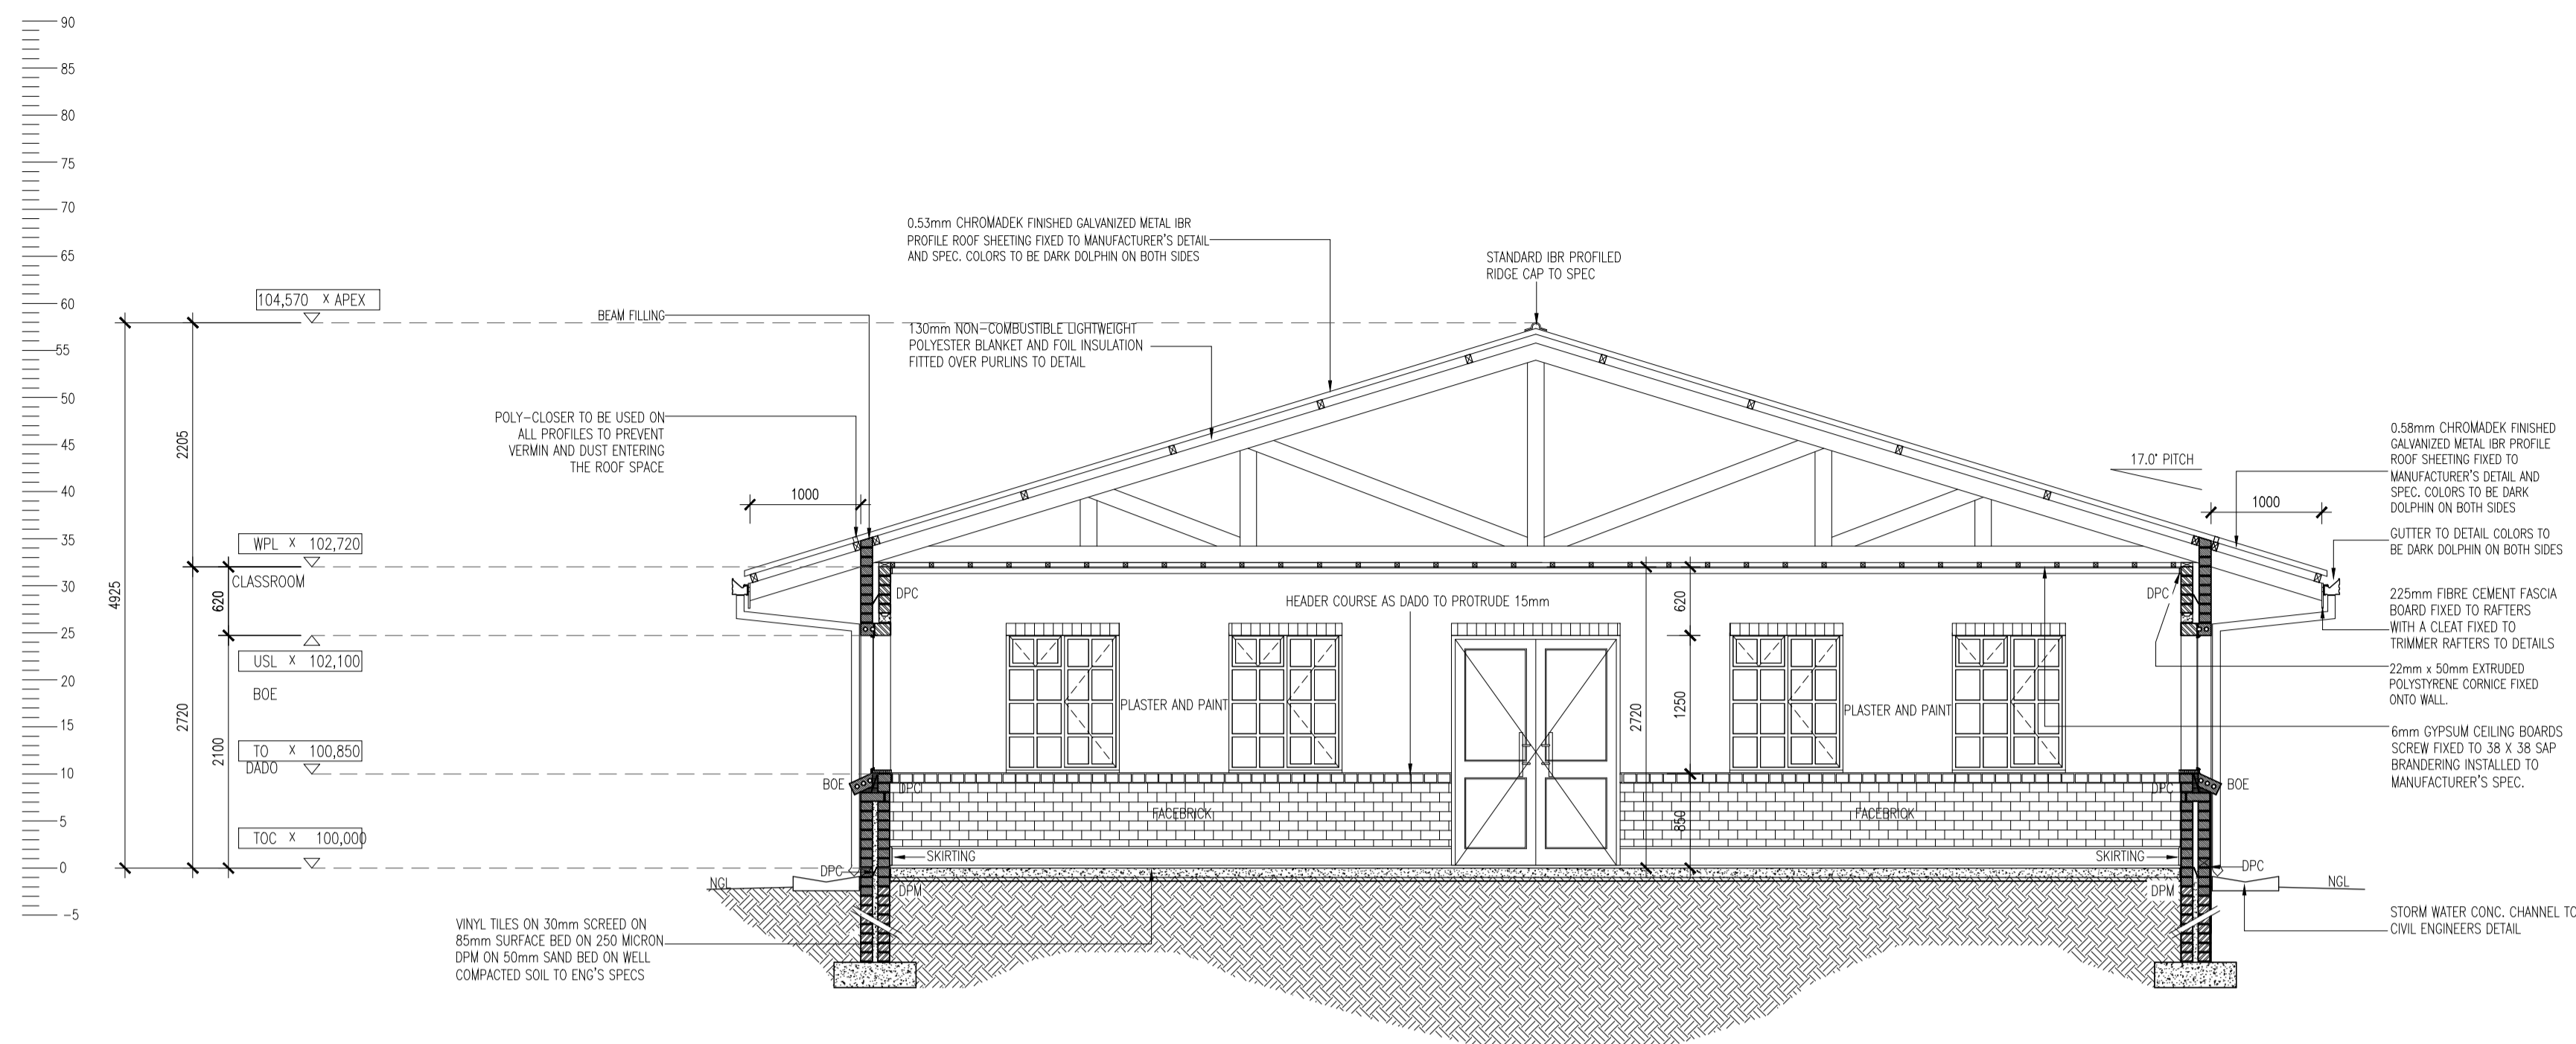 90
85
80
75
70
65
60
55
50
45
40
35
30
25
20
15
10
5
0
-5
4925
2205
2720
620
2100
104,570 X APEX
WPL X 102,720
CLASSROOM
USL X 102,100
BOE
TO X 100,850
DADO
TOC X 100,000
0.53mm CHROMADEK FINISHED GALVANIZED METAL IBR
PROFILE ROOF SHEETING FIXED TO MANUFACTURER'S DETAIL
AND SPEC. COLORS TO BE DARK DOLPHIN ON BOTH SIDES
STANDARD IBR PROFILED
RIDGE CAP TO SPEC
BEAM FILLING
130mm NON-COMBUSTIBLE LIGHTWEIGHT
POLYESTER BLANKET AND FOIL INSULATION
FITTED OVER PURLINS TO DETAIL
POLY-CLOSER TO BE USED ON
ALL PROFILES TO PREVENT
VERMIN AND DUST ENTERING
THE ROOF SPACE
1000
17.0° PITCH
1000
0.58mm CHROMADEK FINISHED
GALVANIZED METAL IBR PROFILE
ROOF SHEETING FIXED TO
MANUFACTURER'S DETAIL AND
SPEC. COLORS TO BE DARK
DOLPHIN ON BOTH SIDES
GUTTER TO DETAIL COLORS TO
BE DARK DOLPHIN ON BOTH SIDES
225mm FIBRE CEMENT FASCIA
BOARD FIXED TO RAFTERS
WITH A CLEAT FIXED TO
TRIMMER RAFTERS TO DETAILS
22mm x 50mm EXTRUDED
POLYSTYRENE CORNICE FIXED
ONTO WALL.
6mm GYPSUM CEILING BOARDS
SCREW FIXED TO 38 X 38 SAP
BRANDERING INSTALLED TO
MANUFACTURER'S SPEC.
DPC
HEADER COURSE AS DADO TO PROTRUDE 15mm
DPC
620
1250
2720
850
PLASTER AND PAINT
PLASTER AND PAINT
BOE
DPC
DPC
BOE
FACEBRICK
FACEBRICK
SKIRTING
SKIRTING
DPC
DPC
NGL
DPM
DPM
NGL
VINYL TILES ON 30mm SCREED ON
85mm SURFACE BED ON 250 MICRON
DPM ON 50mm SAND BED ON WELL
COMPACTED SOIL TO ENG'S SPECS
STORM WATER CONC. CHANNEL TO
CIVIL ENGINEERS DETAIL